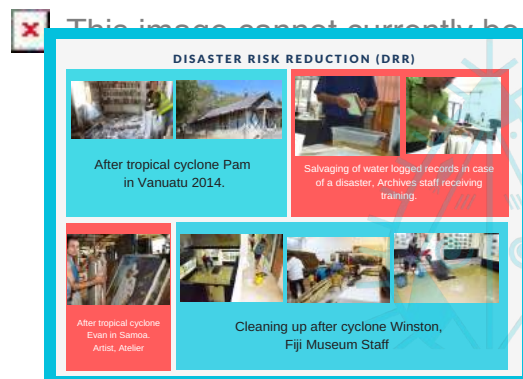 This image cannot currently be
DISASTER RISK REDUCTION (DRR)
After tropical cyclone Pam
in Vanuatu 2014.
Salvaging of water logged records in case
of a disaster, Archives staff receiving
training.
After tropical cyclone
Evan in Samoa.
Artist, Atelier
Cleaning up after cyclone Winston,
Fiji Museum Staff